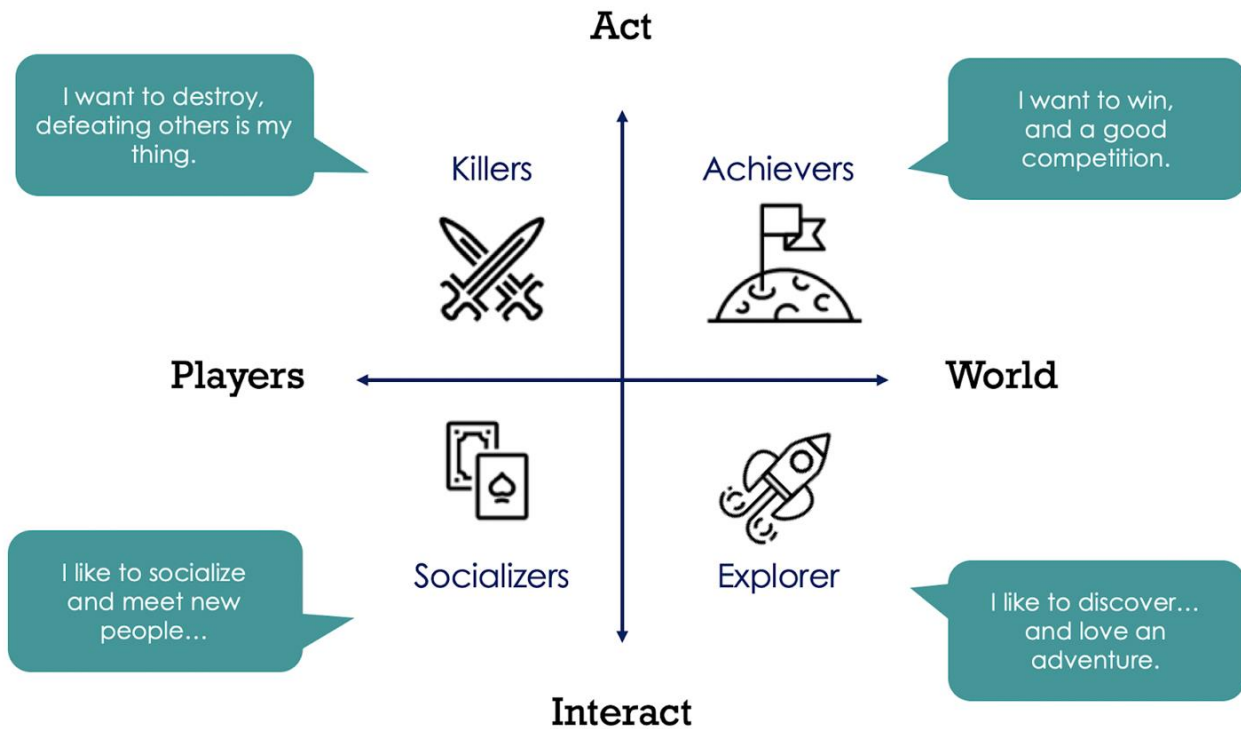 Act
I want to destroy,
defeating others is my
thing.
I want to win,
and a good
competition.
Killers
Achievers
Players
World
Socializers
Explorer
I like to socialize
and meet new
people...
I like to discover...
and love an
adventure.
Interact